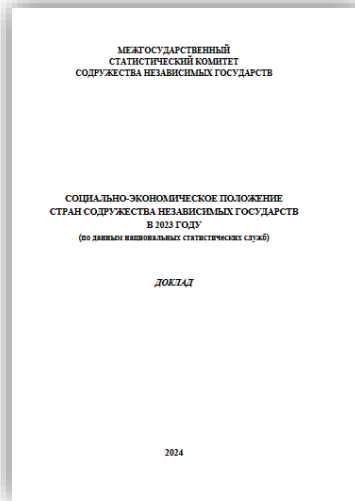 МЕЖГОСУДАРСТВЕННЫЙ
СТАТИСТИЧЕСКИЙ КОМИТЕТ
СОДРУЖЕСТВА НЕЗАВИСИМЫХ ГОСУДАРСТВ
СОЦИАЛЬНО-ЭКОНОМИЧЕСКОЕ ПОЛОЖЕНИЕ
СТРАН СОДРУЖЕСТВА НЕЗАВИСИМЫХ ГОСУДАРСТВ
В 2023 ГОДУ
(по данным национальных статистических служб)
ДОКЛАД
2024